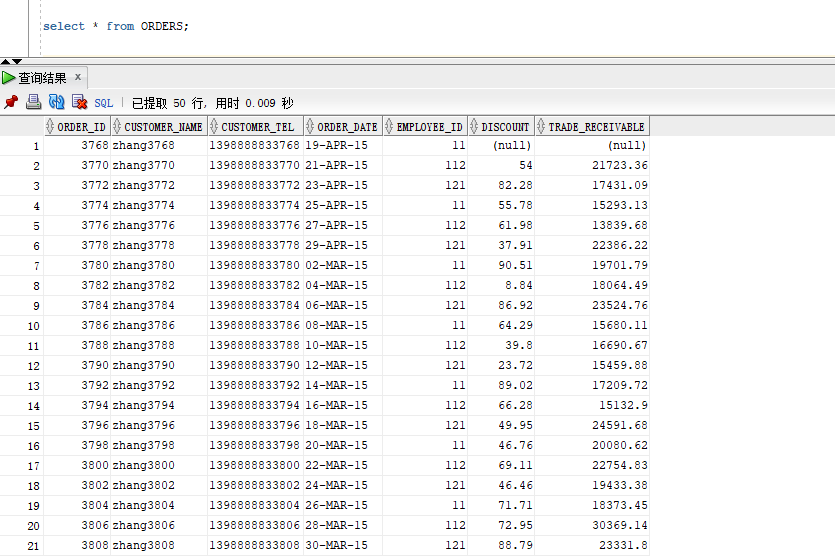 select * from ORDERS;
查询结果 x
SQL | 已提取 50 行, 用时 0.009 秒
ORDER_ID CUSTOMER_NAME CUSTOMER_TEL ORDER_DATE EMPLOYEE_ID DISCOUNT TRADE_RECEIVABLE
1 3768 zhang3768 1398888833768 19-APR-15 11 (null) (null)
2 3770 zhang3770 1398888833770 21-APR-15 112 54 21723.36
3 3772 zhang3772 1398888833772 23-APR-15 121 82.28 17431.09
4 3774 zhang3774 1398888833774 25-APR-15 11 55.78 15293.13
5 3776 zhang3776 1398888833776 27-APR-15 112 61.98 13839.68
6 3778 zhang3778 1398888833778 29-APR-15 121 37.91 22386.22
7 3780 zhang3780 1398888833780 02-MAR-15 11 90.51 19701.79
8 3782 zhang3782 1398888833782 04-MAR-15 112 8.84 18064.49
9 3784 zhang3784 1398888833784 06-MAR-15 121 86.92 23524.76
10 3786 zhang3786 1398888833786 08-MAR-15 11 64.29 15680.11
11 3788 zhang3788 1398888833788 10-MAR-15 112 39.8 16690.67
12 3790 zhang3790 1398888833790 12-MAR-15 121 23.72 15459.88
13 3792 zhang3792 1398888833792 14-MAR-15 11 89.02 17209.72
14 3794 zhang3794 1398888833794 16-MAR-15 112 66.28 15132.9
15 3796 zhang3796 1398888833796 18-MAR-15 121 49.95 24591.68
16 3798 zhang3798 1398888833798 20-MAR-15 11 46.76 20080.62
17 3800 zhang3800 1398888833800 22-MAR-15 112 69.11 22754.83
18 3802 zhang3802 1398888833802 24-MAR-15 121 46.46 19433.38
19 3804 zhang3804 1398888833804 26-MAR-15 11 71.71 18373.45
20 3806 zhang3806 1398888833806 28-MAR-15 112 72.95 30369.14
21 3808 zhang3808 1398888833808 30-MAR-15 121 88.79 23331.8